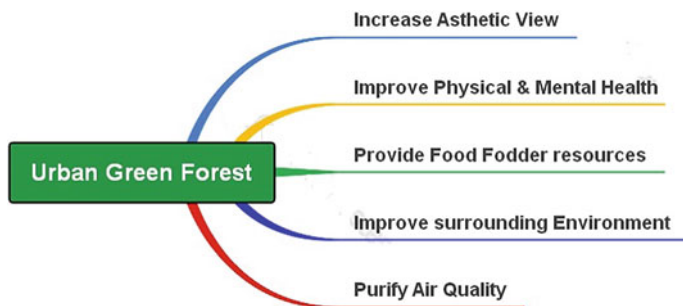 Increase Asthetic View
Improve Physical & Mental Health
Urban Green Forest
Provide Food Fodder resources
Improve surrounding Environment
Purify Air Quality